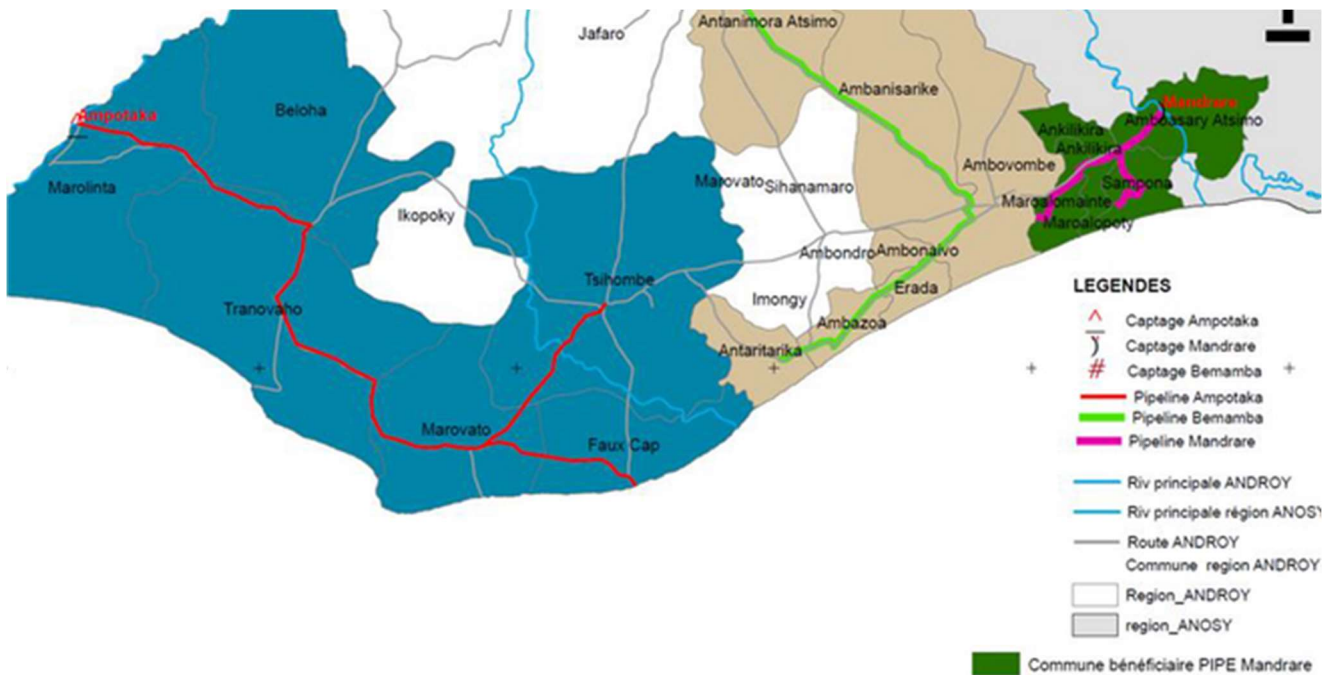 Antanimora Atsimo
Jafaro
Ambanisarike
Mandrare
Ampotaka
Beloha
Amboasary Atsimo
Ankilikira
Ankilikira
Ambovombe
Marolinta
Marovato
Sihanamaro
Sampona
Maroalomainte
Ikopoky
Maroalopoty
Ambondro
Ambonaivo
Tsihombe
Erada
Imongy
Tranovaho
Ambazoa
Antaritarika
Marovato
Faux Cap
LEGENDES
Captage Ampotaka
Captage Mandrare
Captage Bemamba
Pipeline Ampotaka
Pipeline Bemamba
Pipeline Mandrare
Riv principale ANDROY
Riv principale région ANOSY
Route ANDROY
Commune region ANDROY
Region_ANDROY
region_ANOSY
Commune bénéficiaire PIPE Mandrare